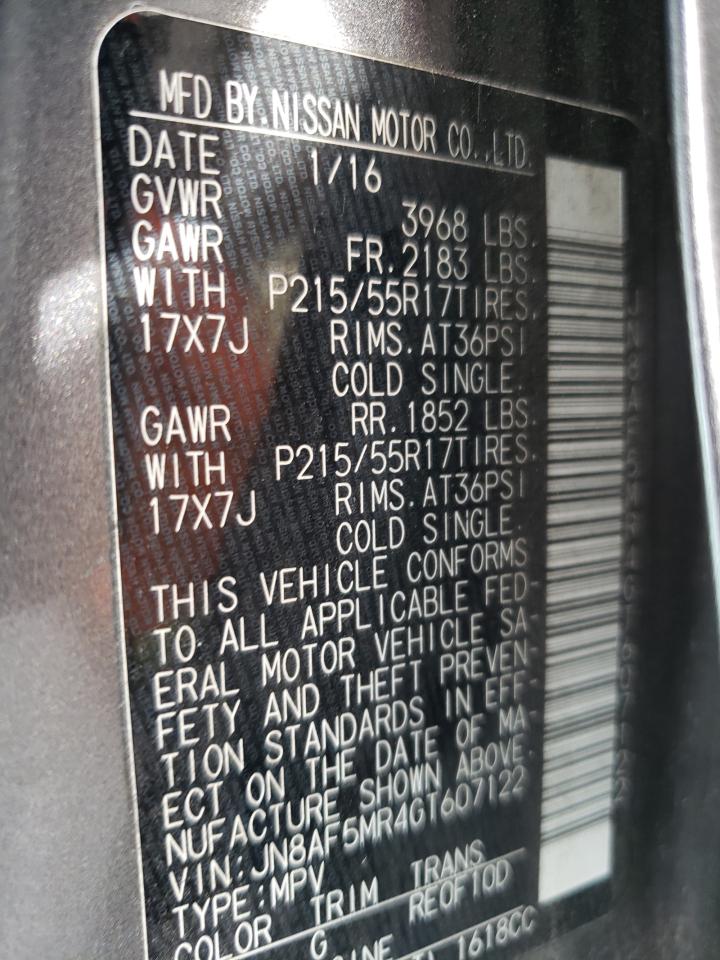 MFD BY.NISSAN MOTOR CO.,LTD.
DATE 1/16
GVWR 3968 LBS.
GAWR FR.2183 LBS.
WITH P215/55R17TIRES.
17X7J RIMS.AT36PSI
COLD SINGLE.
GAWR RR.1852 LBS.
WITH P215/55R17TIRES.
17X7J RIMS.AT36PSI
COLD SINGLE.
THIS VEHICLE CONFORMS
TO ALL APPLICABLE FED-
ERAL MOTOR VEHICLE SA-
FETY AND THEFT PREVEN-
TION STANDARDS IN EFF-
ECT ON THE DATE OF MA-
NUFACTURE SHOWN ABOVE.
VIN:JN8AF5MR4GT607122
TYPE:MPV
COLOR TRIM TRANS
G REOF10D
1618CC